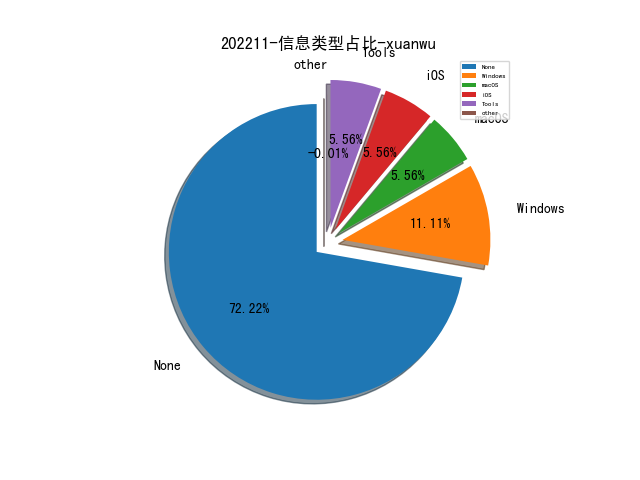 202211-信息类型占比-xuanwu
Tools
other
iOS
macOS
Windows
None
5.56%
-0.01%
5.56%
5.56%
11.11%
72.22%
None
Windows
macOS
iOS
Tools
other